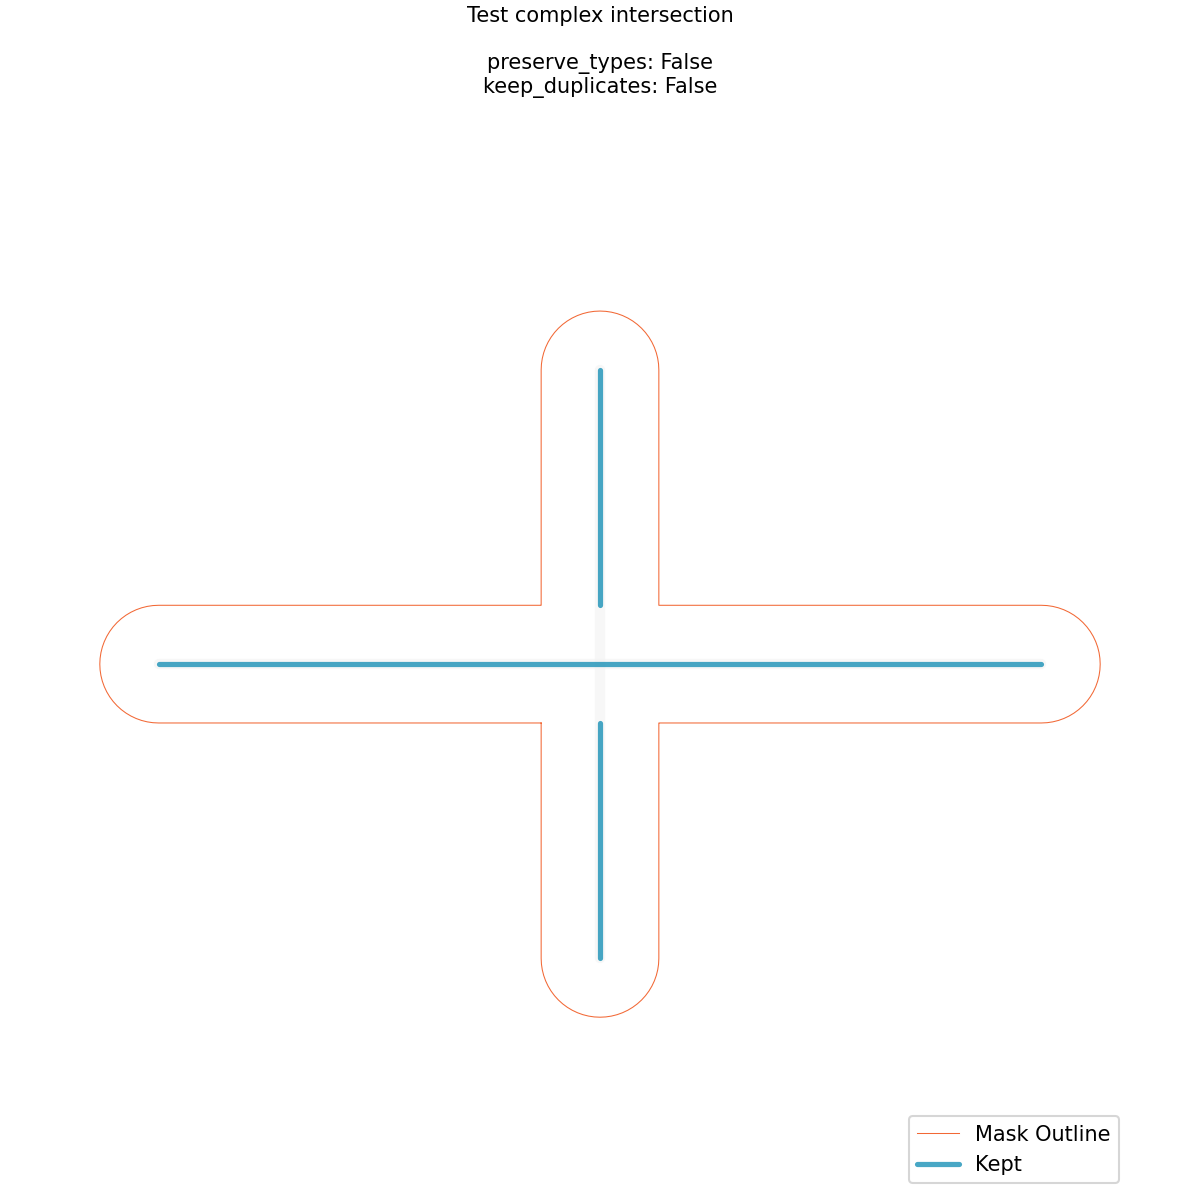 Test complex intersection
preserve_types: False
keep_duplicates: False
Mask Outline
Kept